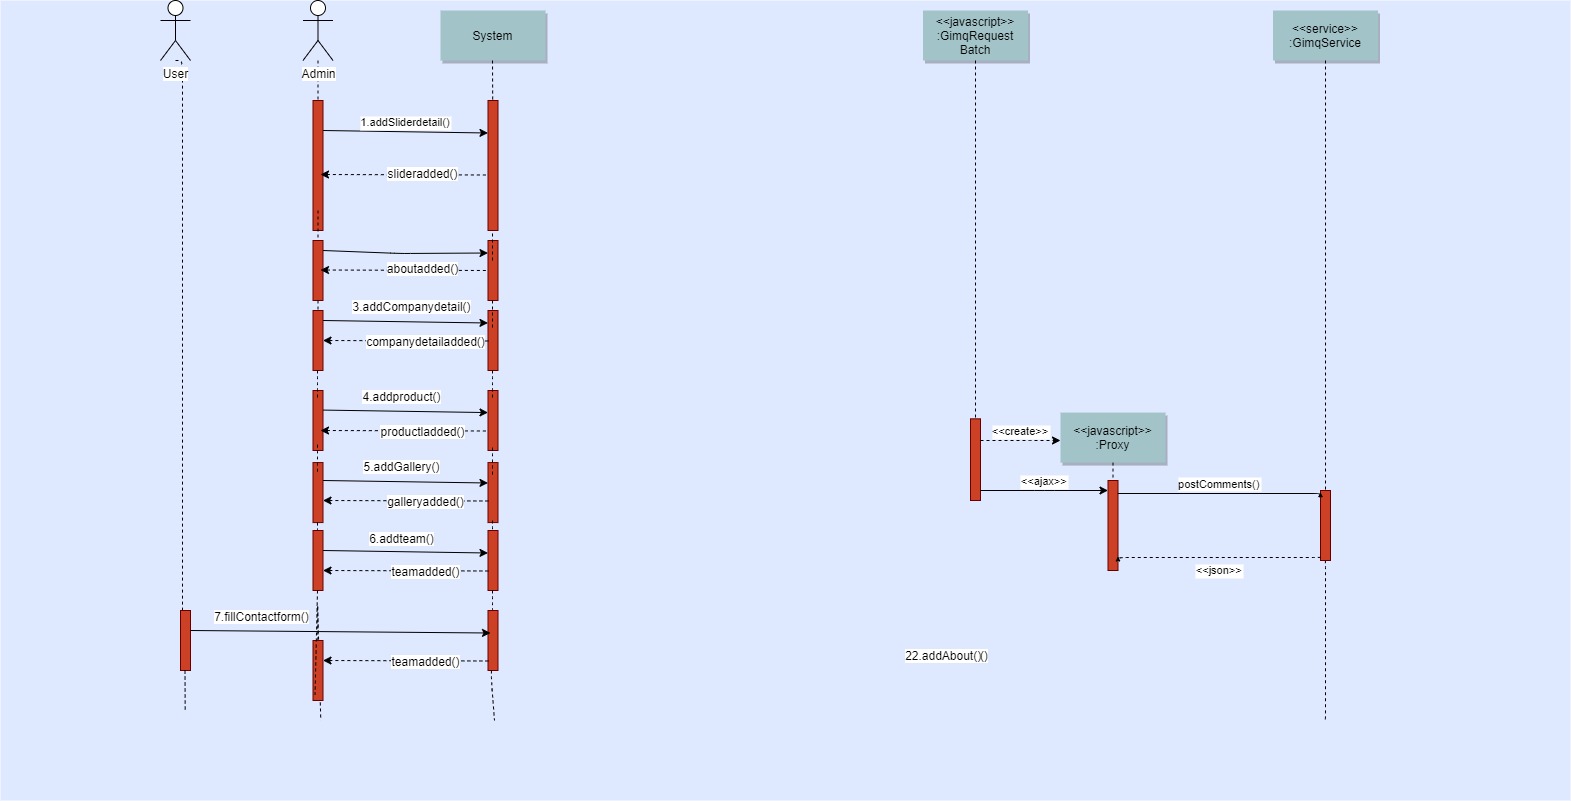 User
Admin
System
1.addSliderdetail()
slideradded()
aboutadded()
3.addCompanydetail()
companydetailadded()
4.addproduct()
productladded()
5.addGallery()
galleryadded()
6.addteam()
teamadded()
7.fillContactform()
teamadded()
<<javascript>>
:GimqRequest
Batch
<<service>>
:GimqService
<<create>>
<<javascript>>
:Proxy
<<ajax>>
postComments()
<<json>>
22.addAbout()()